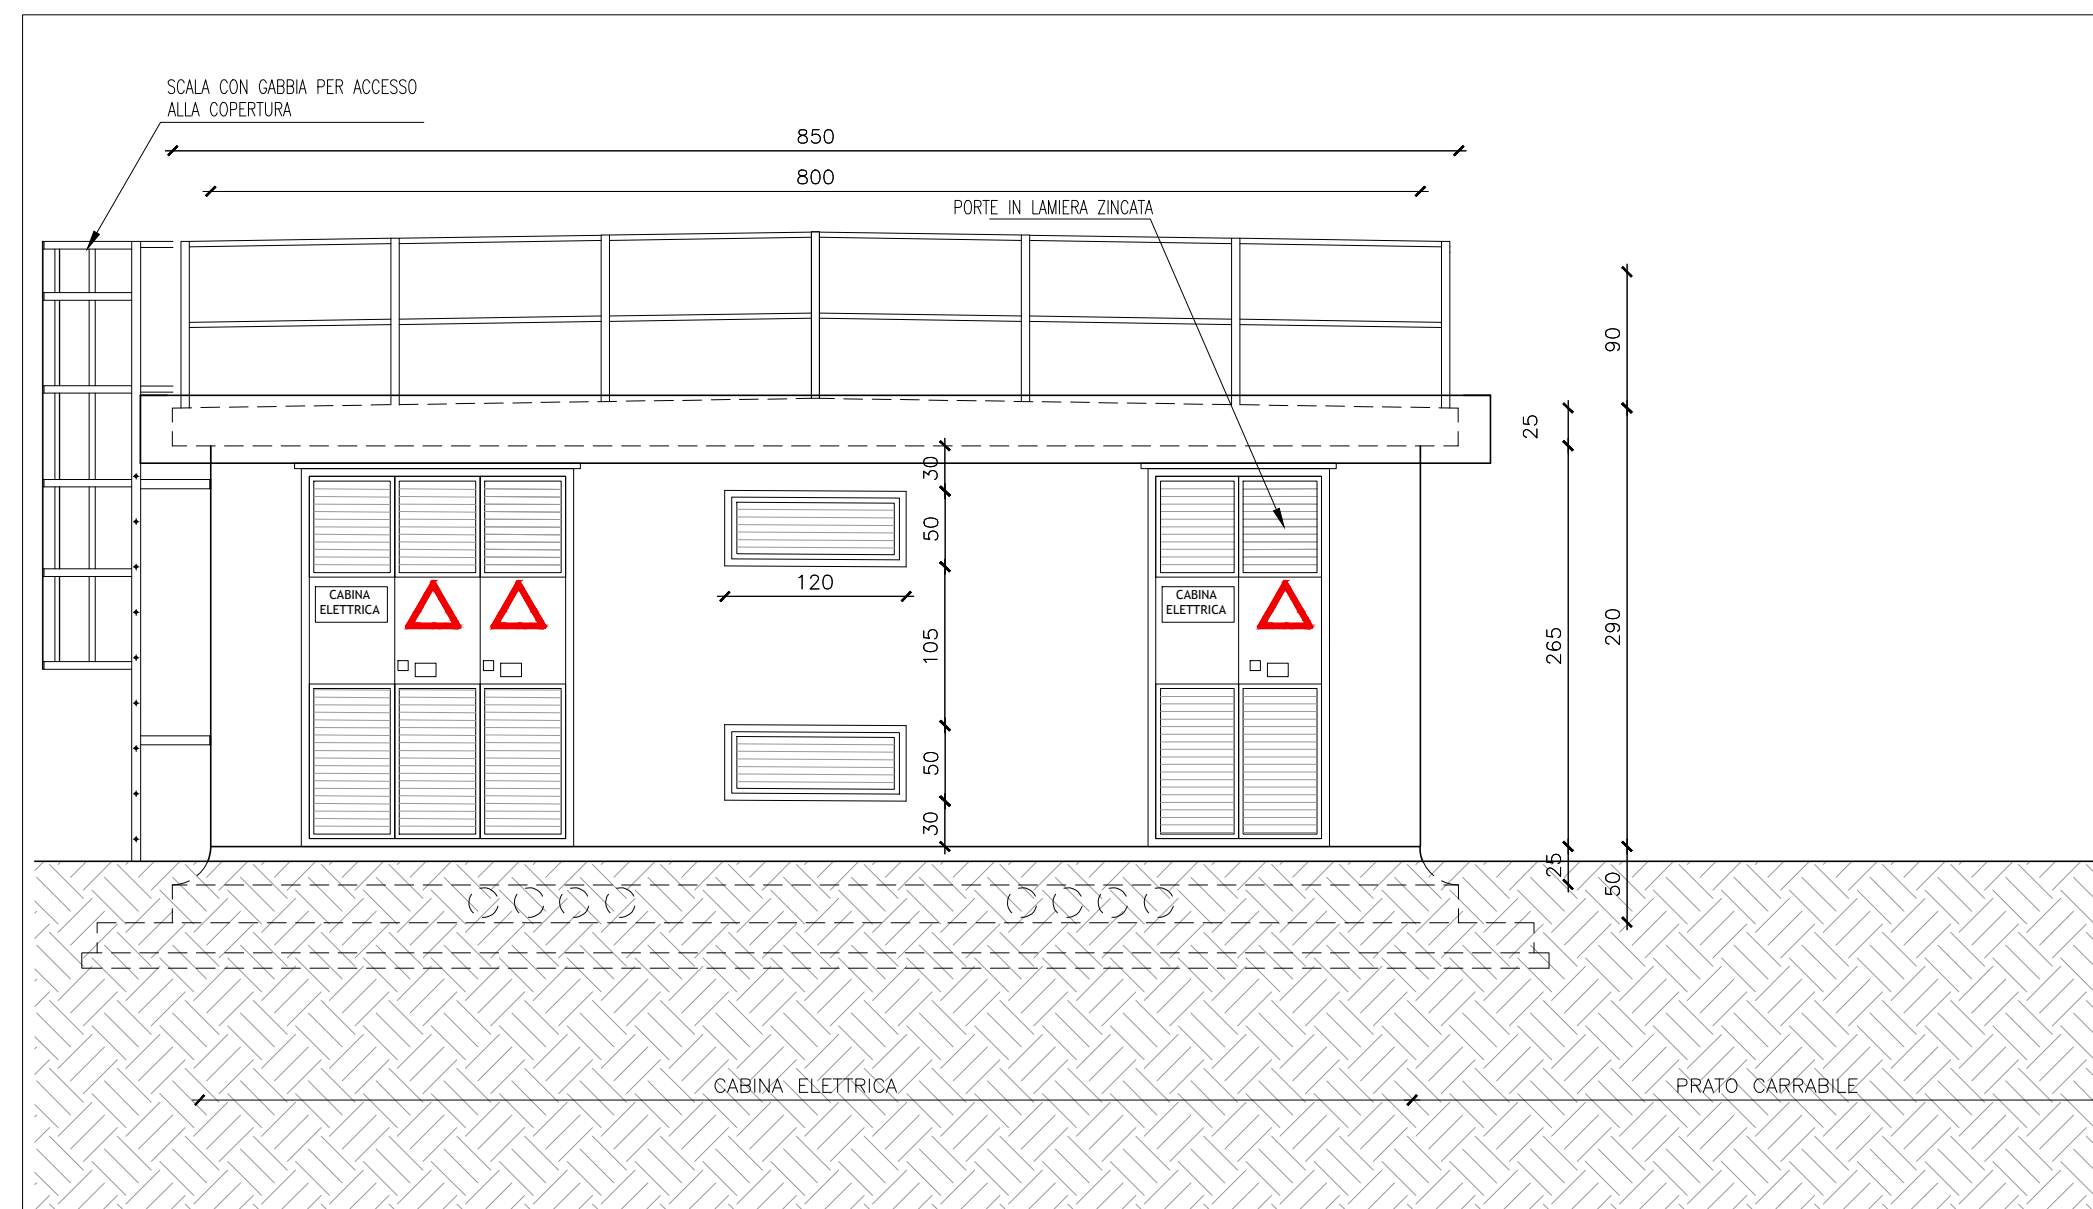 SCALA CON GABBIA PER ACCESSO
ALLA COPERTURA
850
800
PORTE IN LAMIERA ZINCATA
90
25
30
50
120
CABINA
ELETTRICA
CABINA
ELETTRICA
105
265
290
50
30
25
50
CABINA ELETTRICA
PRATO CARRABILE